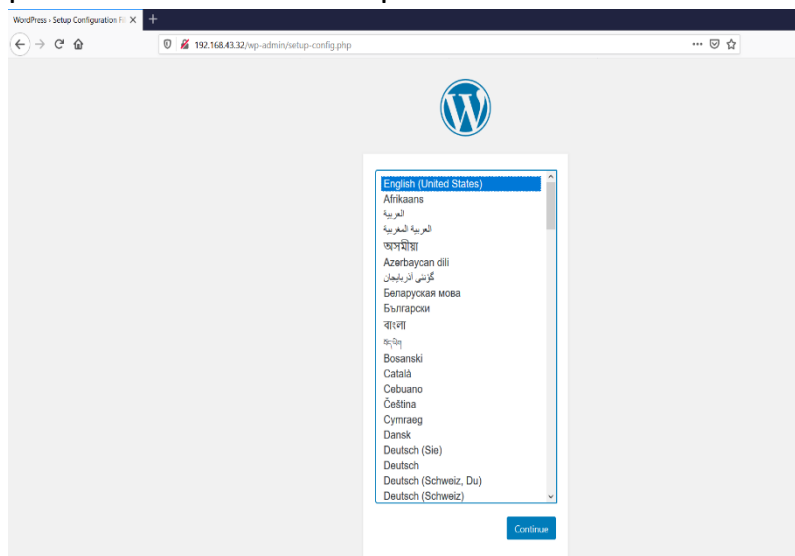 WordPress › Setup Configuration Fil
192.168.43.32/wp-admin/setup-config.php
English (United States)
Afrikaans
العربية
العربية المغربية
অসমীয়া
Azərbaycan dili
گؤنئی آذربایجان
Беларуская мова
Български
বাংলা
བོད་ཡིག
Bosanski
Català
Cebuano
Čeština
Cymraeg
Dansk
Deutsch (Sie)
Deutsch
Deutsch (Schweiz, Du)
Deutsch (Schweiz)
Continue